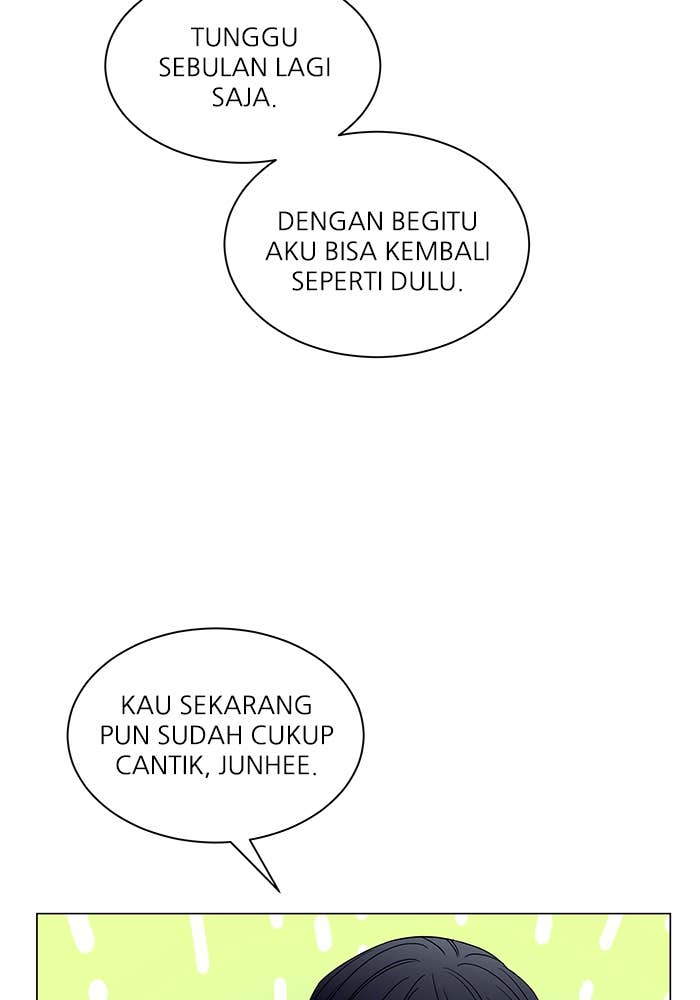 TUNGGU
SEBULAN LAGI
SAJA.
DENGAN BEGITU
AKU BISA KEMBALI
SEPERTI DULU.
KAU SEKARANG
PUN SUDAH CUKUP
CANTIK, JUNHEE.